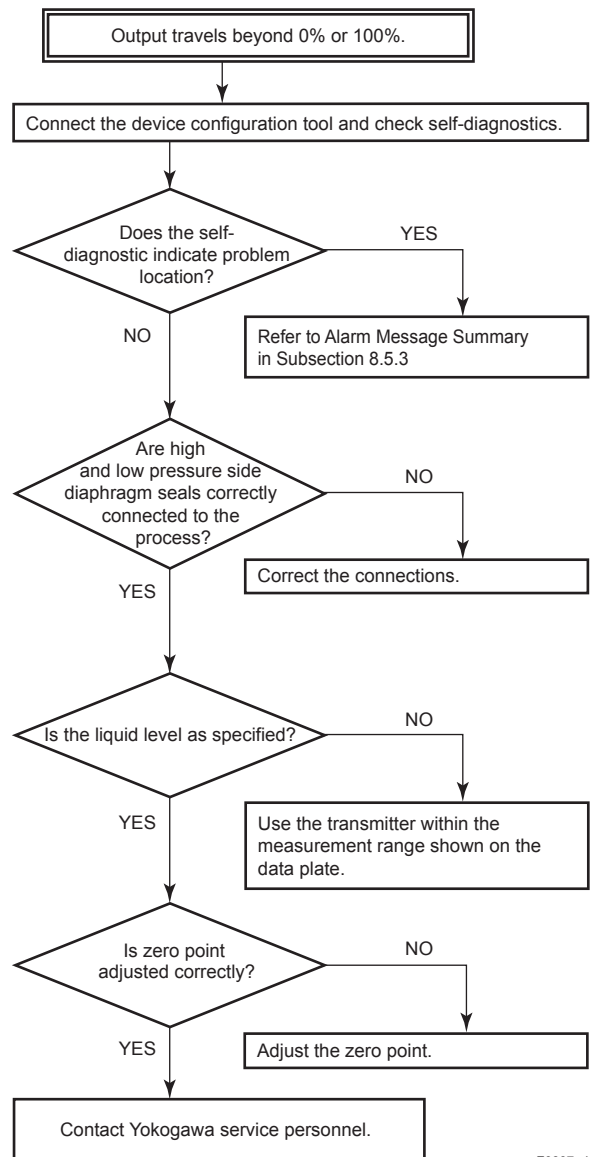 Output travels beyond 0% or 100%.
Connect the device configuration tool and check self-diagnostics.
Does the self-
diagnostic indicate problem
location?
YES
NO
Refer to Alarm Message Summary
in Subsection 8.5.3
Are high
and low pressure side
diaphragm seals correctly
connected to the
process?
NO
YES
Correct the connections.
Is the liquid level as specified?
NO
YES
Use the transmitter within the
measurement range shown on the
data plate.
Is zero point
adjusted correctly?
NO
YES
Adjust the zero point.
Contact Yokogawa service personnel.